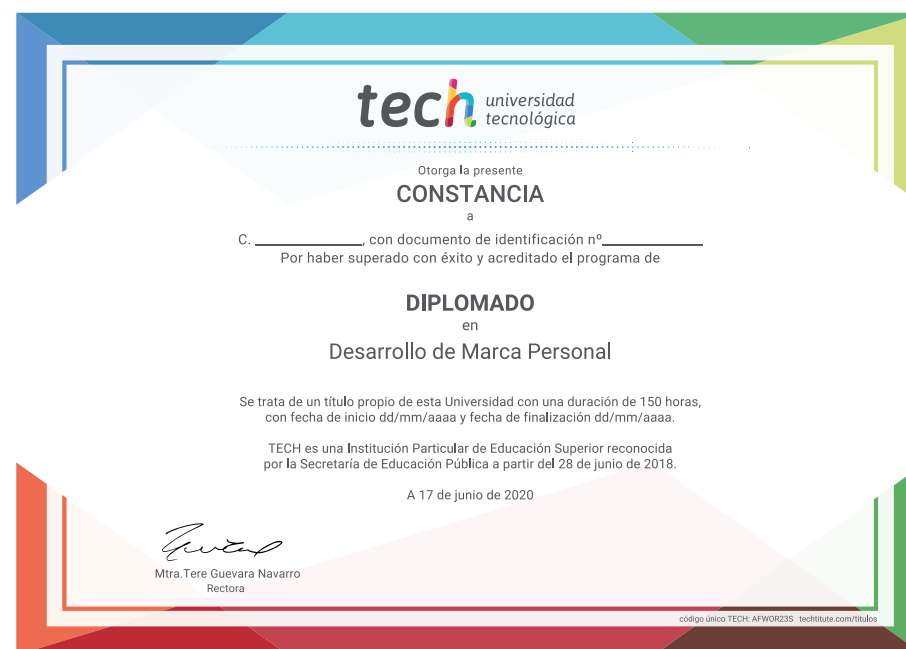 tech universidad
tecnológica
Otorga la presente
CONSTANCIA
a
C. ____________, con documento de identificación nº____________
Por haber superado con éxito y acreditado el programa de
DIPLOMADO
en
Desarrollo de Marca Personal
Se trata de un título propio de esta Universidad con una duración de 150 horas,
con fecha de inicio dd/mm/aaaa y fecha de finalización dd/mm/aaaa.
TECH es una Institución Particular de Educación Superior reconocida
por la Secretaría de Educación Pública a partir del 28 de junio de 2018.
A 17 de junio de 2020
Mtra.Tere Guevara Navarro
Rectora
código único TECH: AFWOR23S techtitute.com/titulos